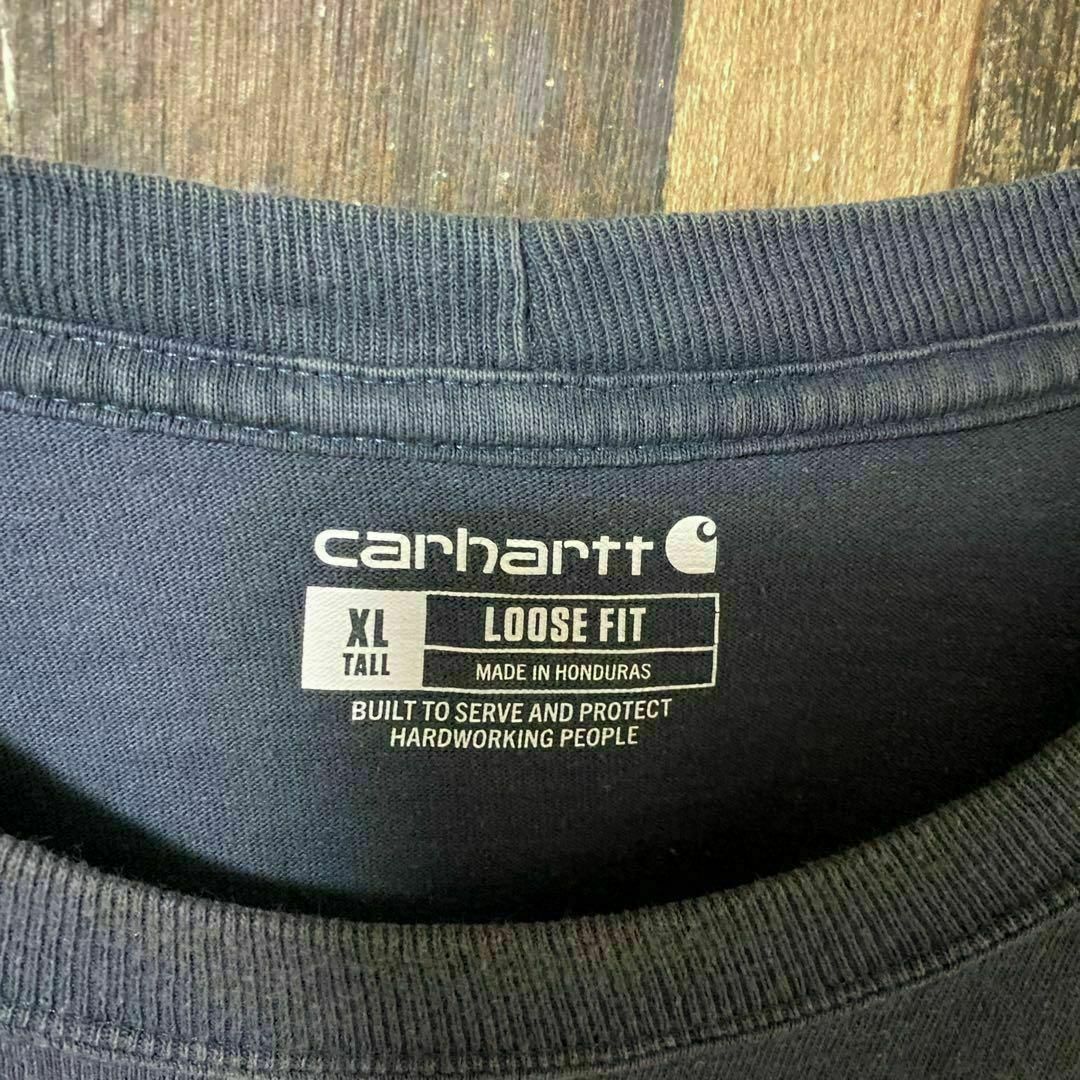 carhartt
XL
TALL
LOOSE FIT
MADE IN HONDURAS
BUILT TO SERVE AND PROTECT
HARDWORKING PEOPLE